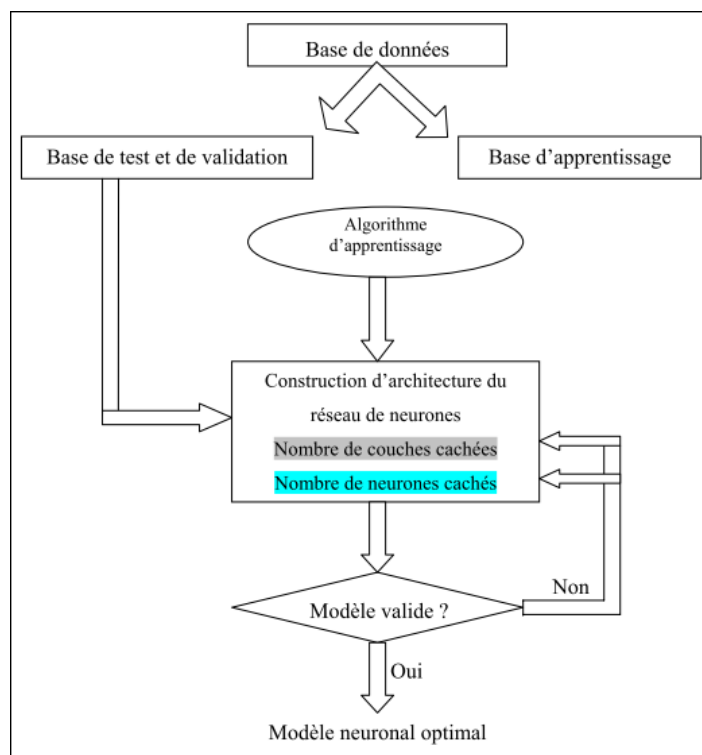 Base de données
Base de test et de validation
Base d’apprentissage
Algorithme
d’apprentissage
Construction d’architecture du
réseau de neurones
Nombre de couches cachées
Nombre de neurones cachés
Modèle valide ?
Non
Oui
Modèle neuronal optimal